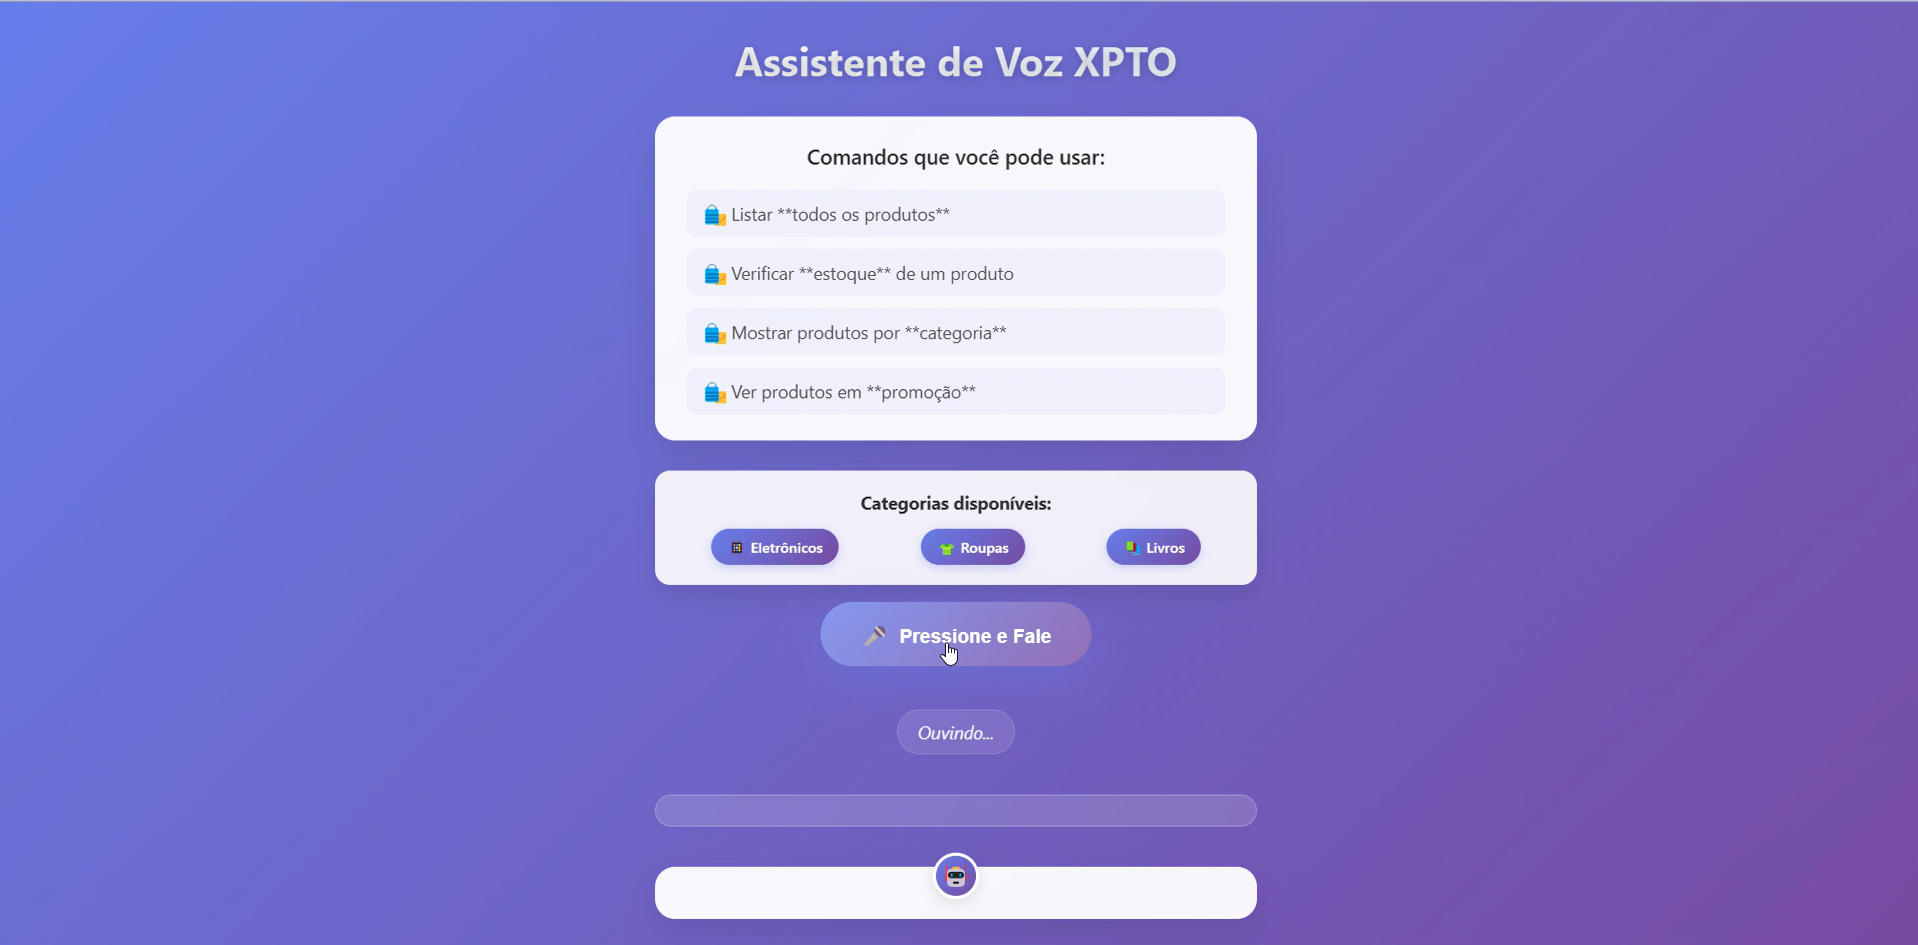 Assistente de Voz XPTO
Comandos que você pode usar:
Listar **todos os produtos**
Verificar **estoque** de um produto
Mostrar produtos por **categoria**
Ver produtos em **promoção**
Categorias disponíveis:
Eletrônicos
Roupas
Livros
Pressione e Fale
Ouvindo...